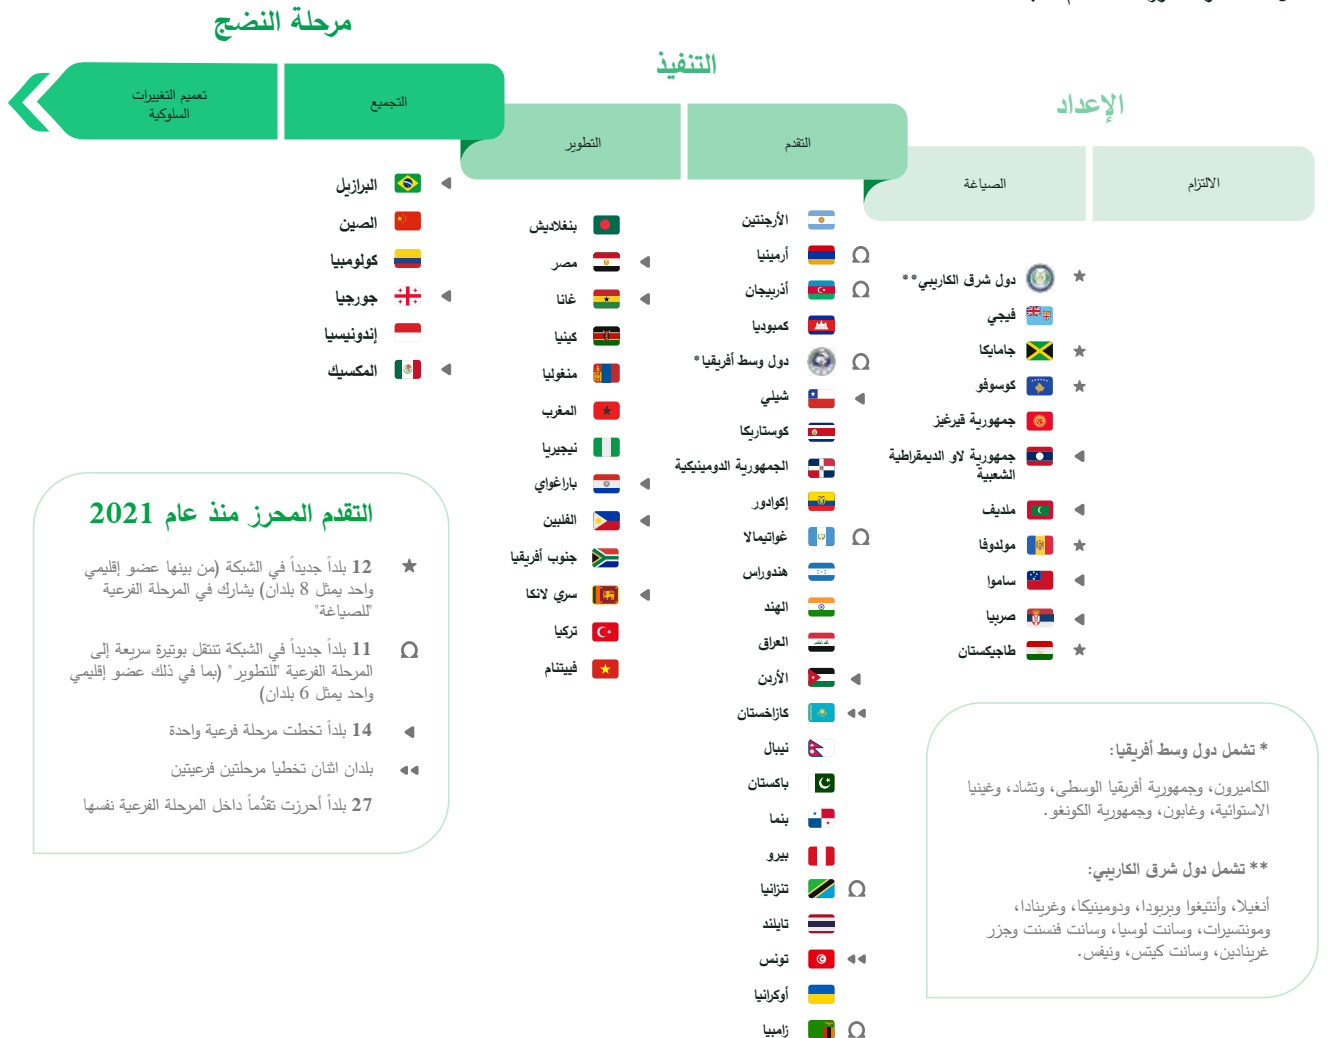 مرحلة النضج
التنفيذ
الإعداد
الالتزام
الصياغة
التقدم
التطوير
التجميع
تعميم التغييرات
السلوكية
دول شرق الكاريبي**
فيجي
جامايكا
كوسوفو
جمهورية قيرغيز
جمهورية لاو الديمقراطية
الشعبية
ملديف
مولدوفا
ساموا
صربيا
طاجيكستان
الأرجنتين
أرمينيا
أذربيجان
كمبوديا
دول وسط أفريقيا*
شيلي
كوستاريكا
الجمهورية الدومينيكية
إكوادور
غواتيمالا
هندوراس
الهند
العراق
الأردن
كازاخستان
نيبال
باكستان
بنما
بيرو
تنزانيا
تايلند
تونس
أوكرانيا
زامبيا
بنغلاديش
مصر
غانا
كينيا
منغوليا
المغرب
نيجيريا
باراغواي
الفلبين
جنوب أفريقيا
سري لانكا
تركيا
فييتنام
البرازيل
الصين
كولومبيا
جورجيا
إندونيسيا
المكسيك
التقدم المحرز منذ عام 2021
12 بلداً جديداً في الشبكة (من بينها عضو إقليمي
واحد يمثل 8 بلدان) يشارك في المرحلة الفرعية
"للصياغة"
11 بلداً جديداً في الشبكة تنتقل بوتيرة سريعة إلى
المرحلة الفرعية "للتطوير" (بما في ذلك عضو إقليمي
واحد يمثل 6 بلدان)
14 بلداً تخطت مرحلة فرعية واحدة
بلدان اثنان تخطيا مرحلتين فرعيتين
27 بلداً أحرزت تقدُّماً داخل المرحلة الفرعية نفسها
* تشمل دول وسط أفريقيا:
الكاميرون، وجمهورية أفريقيا الوسطى، وتشاد، وغينيا
الاستوائية، وغابون، وجمهورية الكونغو.
** تشمل دول شرق الكاريبي:
أنغيلا، وأنتيغوا وبربودا، ودومينيكا، وغرينادا،
ومونتسيرات، وسانت لوسيا، وسانت فنسنت وجزر
غرينادين، وسانت كيتس، ونيفس.